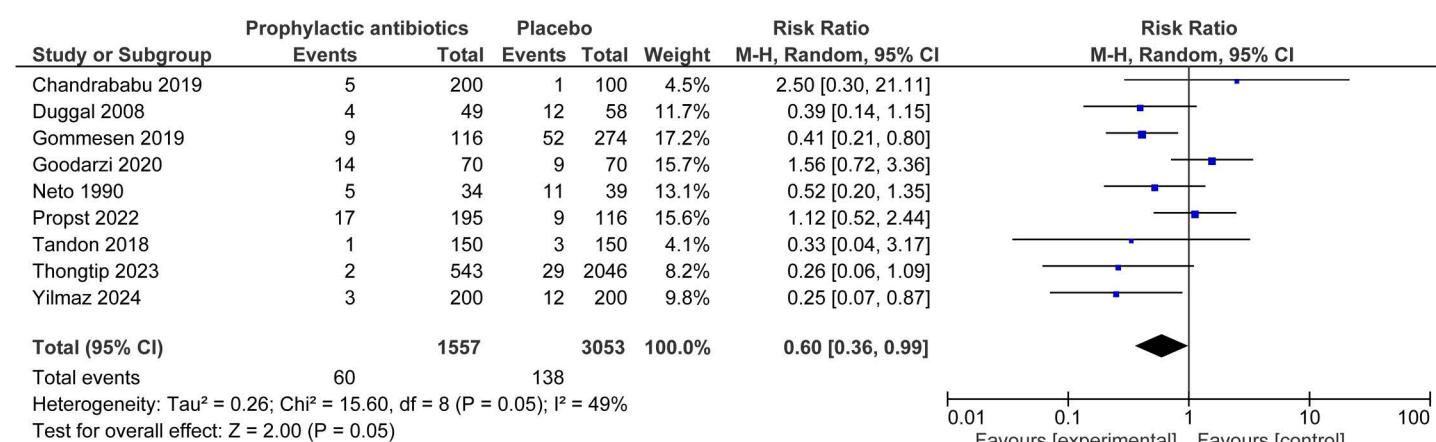 Prophylactic antibiotics Placebo Risk Ratio Risk Ratio
Study or Subgroup Events Total Events Total Weight M-H, Random, 95% CI M-H, Random, 95% CI
Chandrababu 2019 5 200 1 100 4.5% 2.50 [0.30, 21.11]
Duggal 2008 4 49 12 58 11.7% 0.39 [0.14, 1.15]
Gommesen 2019 9 116 52 274 17.2% 0.41 [0.21, 0.80]
Goodarzi 2020 14 70 9 70 15.7% 1.56 [0.72, 3.36]
Neto 1990 5 34 11 39 13.1% 0.52 [0.20, 1.35]
Propst 2022 17 195 9 116 15.6% 1.12 [0.52, 2.44]
Tandon 2018 1 150 3 150 4.1% 0.33 [0.04, 3.17]
Thongtip 2023 2 543 29 2046 8.2% 0.26 [0.06, 1.09]
Yilmaz 2024 3 200 12 200 9.8% 0.25 [0.07, 0.87]
Total (95% CI) 1557 3053 100.0% 0.60 [0.36, 0.99]
Total events 60 138
Heterogeneity: Tau² = 0.26; Chi² = 15.60, df = 8 (P = 0.05); I² = 49%
Test for overall effect: Z = 2.00 (P = 0.05)
0.01 0.1 1 10 100
Favours [experimental] Favours [control]